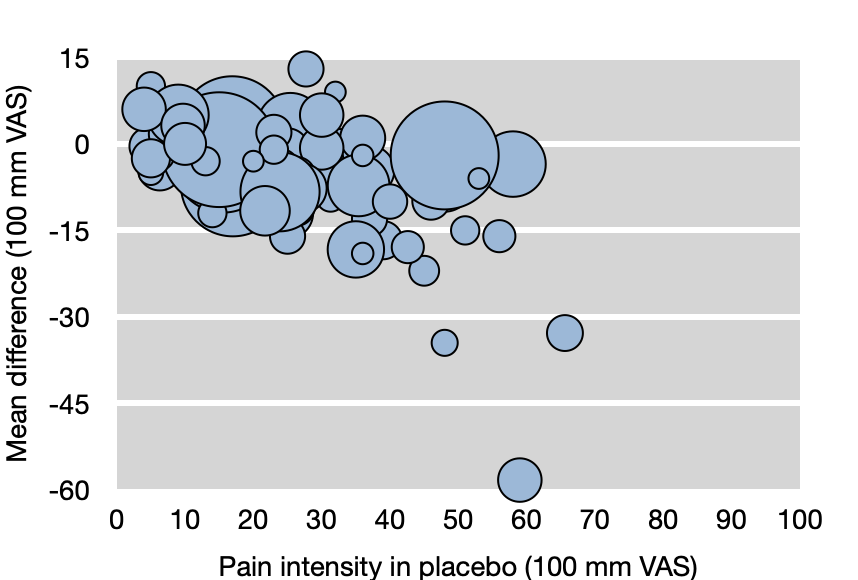 Mean difference (100 mm VAS)
15
0
-15
-30
-45
-60
0 10 20 30 40 50 60 70 80 90 100
Pain intensity in placebo (100 mm VAS)